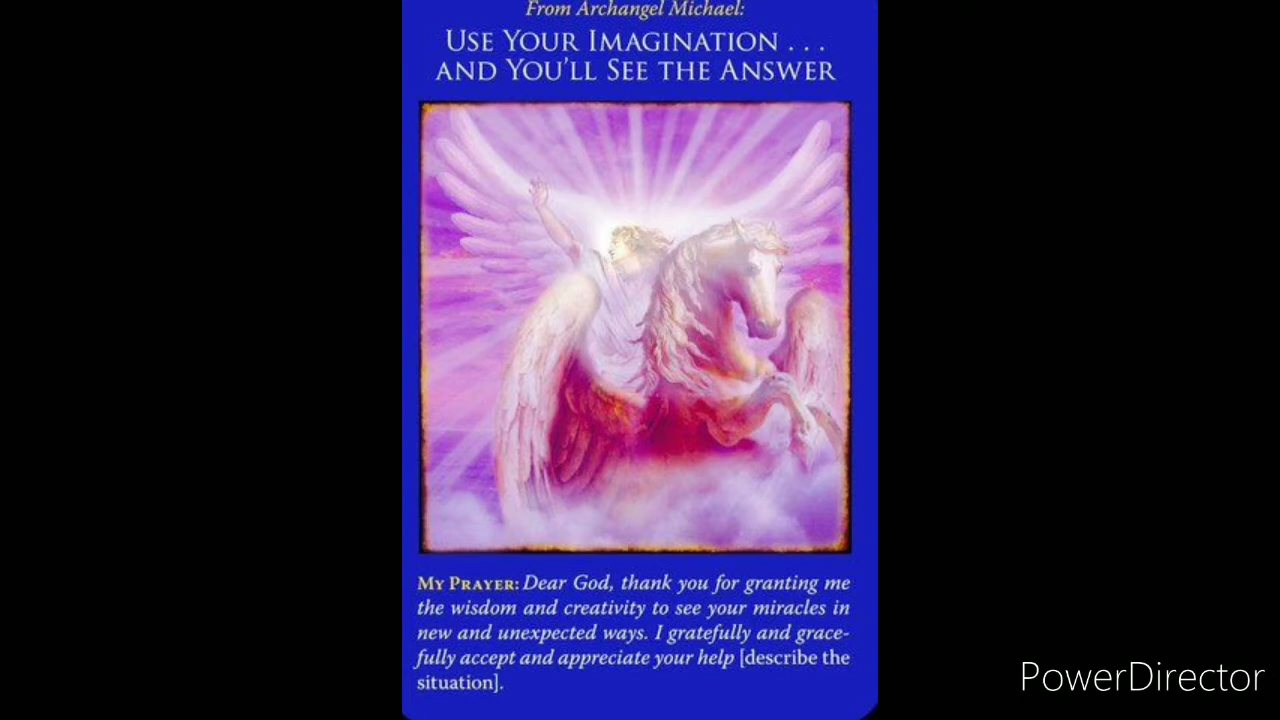 From Archangel Michael:
USE YOUR IMAGINATION . . .
AND YOU'LL SEE THE ANSWER
MY PRAYER: Dear God, thank you for granting me
the wisdom and creativity to see your miracles in
new and unexpected ways. I gratefully and grace-
fully accept and appreciate your help [describe the
situation].
PowerDirector